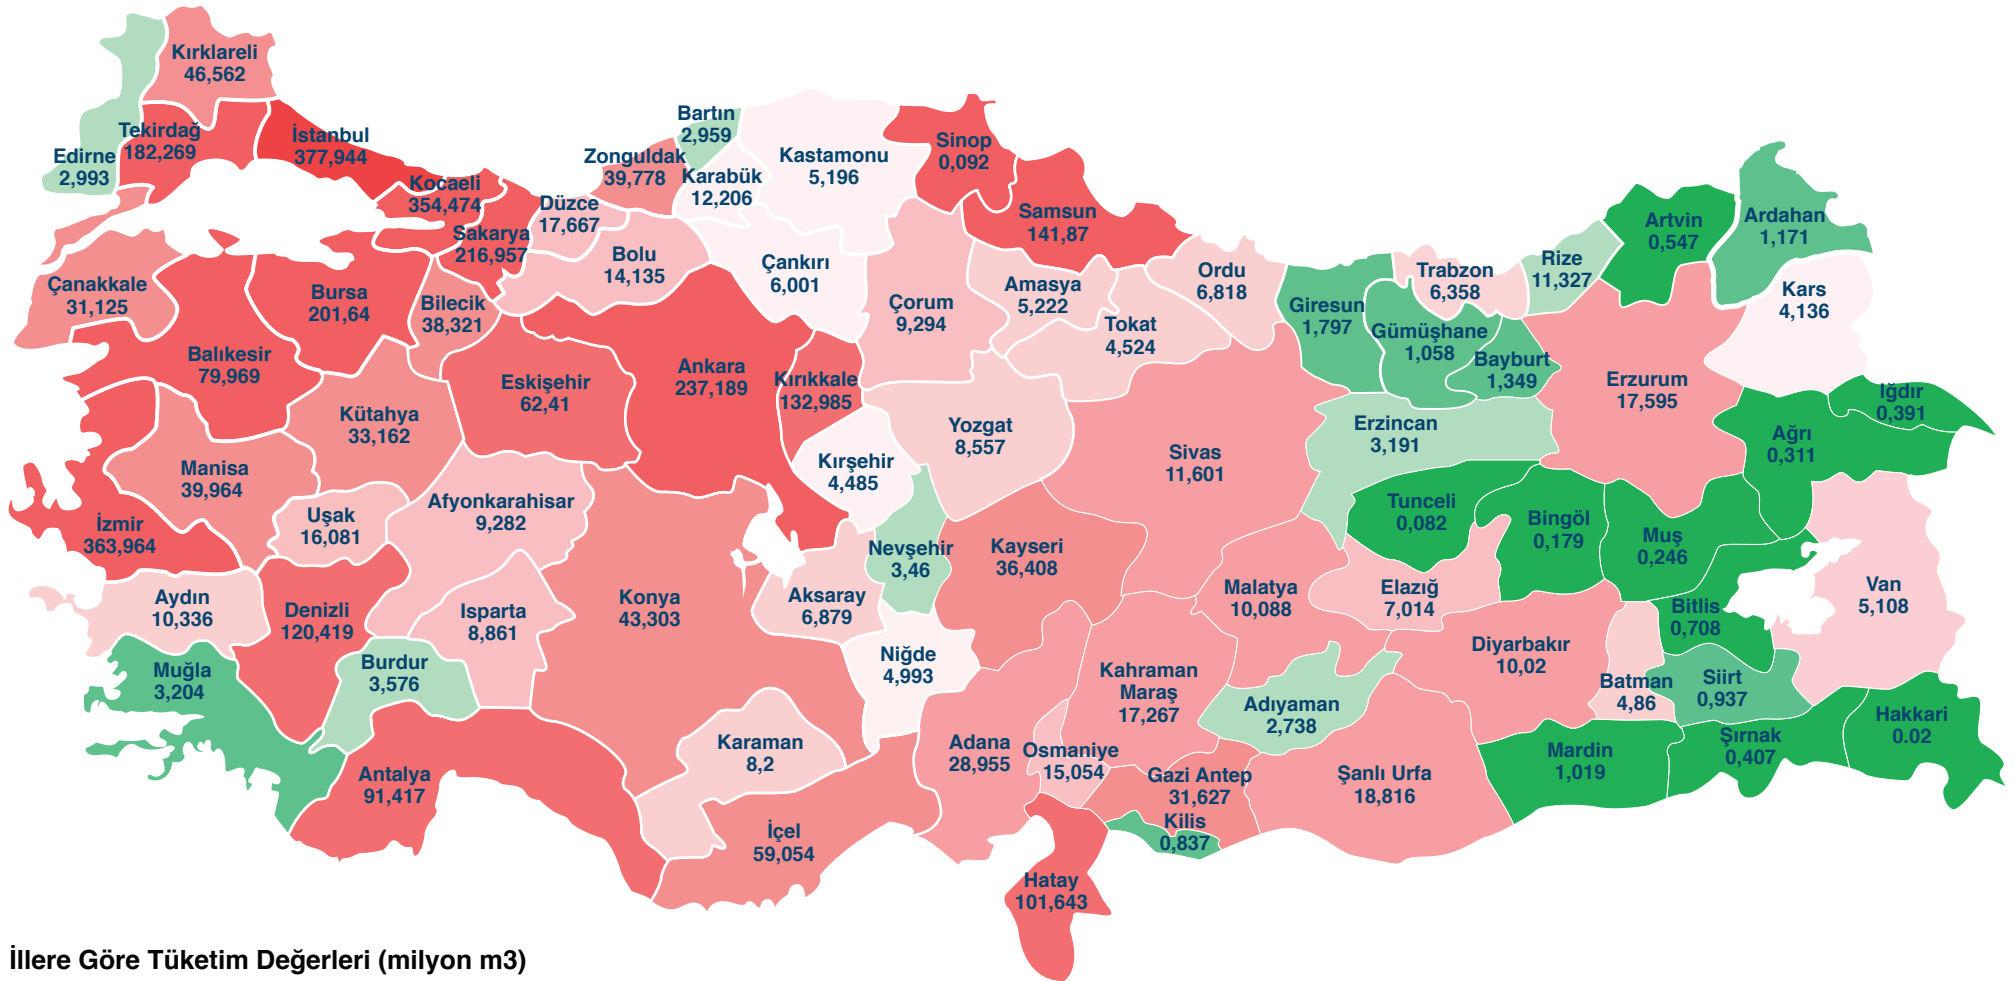 Kırklareli
46,562
Tekirdağ
182,269
İstanbul
377,944
Edirne
2,993
Kocaeli
354,474
Sakarya
216,957
Düzce
17,667
Zonguldak
39,778
Bartın
2,959
Karabük
12,206
Kastamonu
5,196
Sinop
0,092
Samsun
141,87
Çanakkale
31,125
Balıkesir
79,969
Bursa
201,64
Bilecik
38,321
Bolu
14,135
Çankırı
6,001
Çorum
9,294
Amasya
5,222
Tokat
4,524
Ordu
6,818
Giresun
1,797
Gümüşhane
1,058
Trabzon
6,358
Bayburt
1,349
Rize
11,327
Artvin
0,547
Ardahan
1,171
Kars
4,136
Iğdır
0,391
Ağrı
0,311
Erzurum
17,595
Erzincan
3,191
Sivas
11,601
Yozgat
8,557
Kırıkkale
132,985
Ankara
237,189
Eskişehir
62,41
Kütahya
33,162
Manisa
39,964
İzmir
363,964
Uşak
16,081
Afyonkarahisar
9,282
Kırşehir
4,485
Nevşehir
3,46
Kayseri
36,408
Malatya
10,088
Elazığ
7,014
Tunceli
0,082
Bingöl
0,179
Muş
0,246
Bitlis
0,708
Van
5,108
Aydın
10,336
Denizli
120,419
Isparta
8,861
Burdur
3,576
Muğla
3,204
Antalya
91,417
Konya
43,303
Aksaray
6,879
Niğde
4,993
Karaman
8,2
İçel
59,054
Adana
28,955
Osmaniye
15,054
Kahraman
Maraş
17,267
Adıyaman
2,738
Gazi Antep
31,627
Kilis
0,837
Hatay
101,643
Şanlı Urfa
18,816
Diyarbakır
10,02
Batman
4,86
Siirt
0,937
Mardin
1,019
Şırnak
0,407
Hakkari
0.02
İllere Göre Tüketim Değerleri (milyon m3)